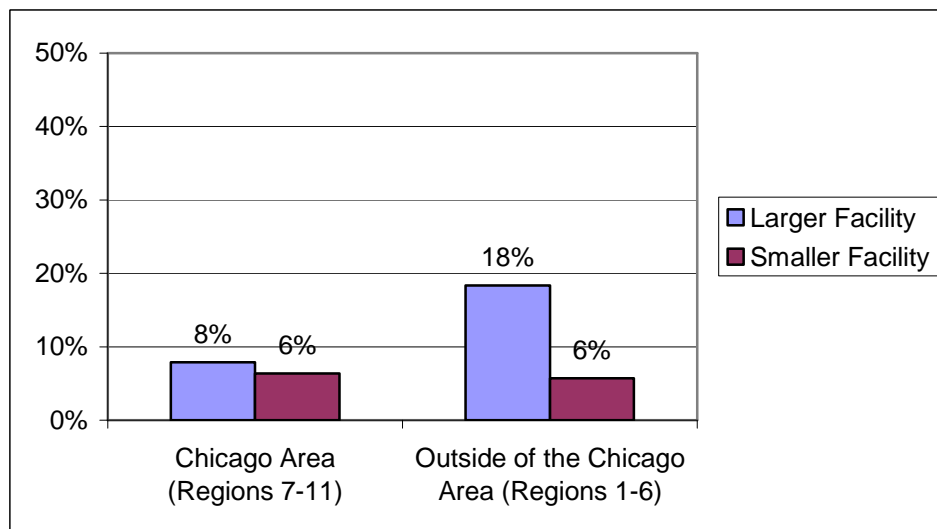 50%
40%
30%
20%
10%
0%
8%
6%
18%
6%
Chicago Area
(Regions 7-11)
Outside of the Chicago
Area (Regions 1-6)
Larger Facility
Smaller Facility